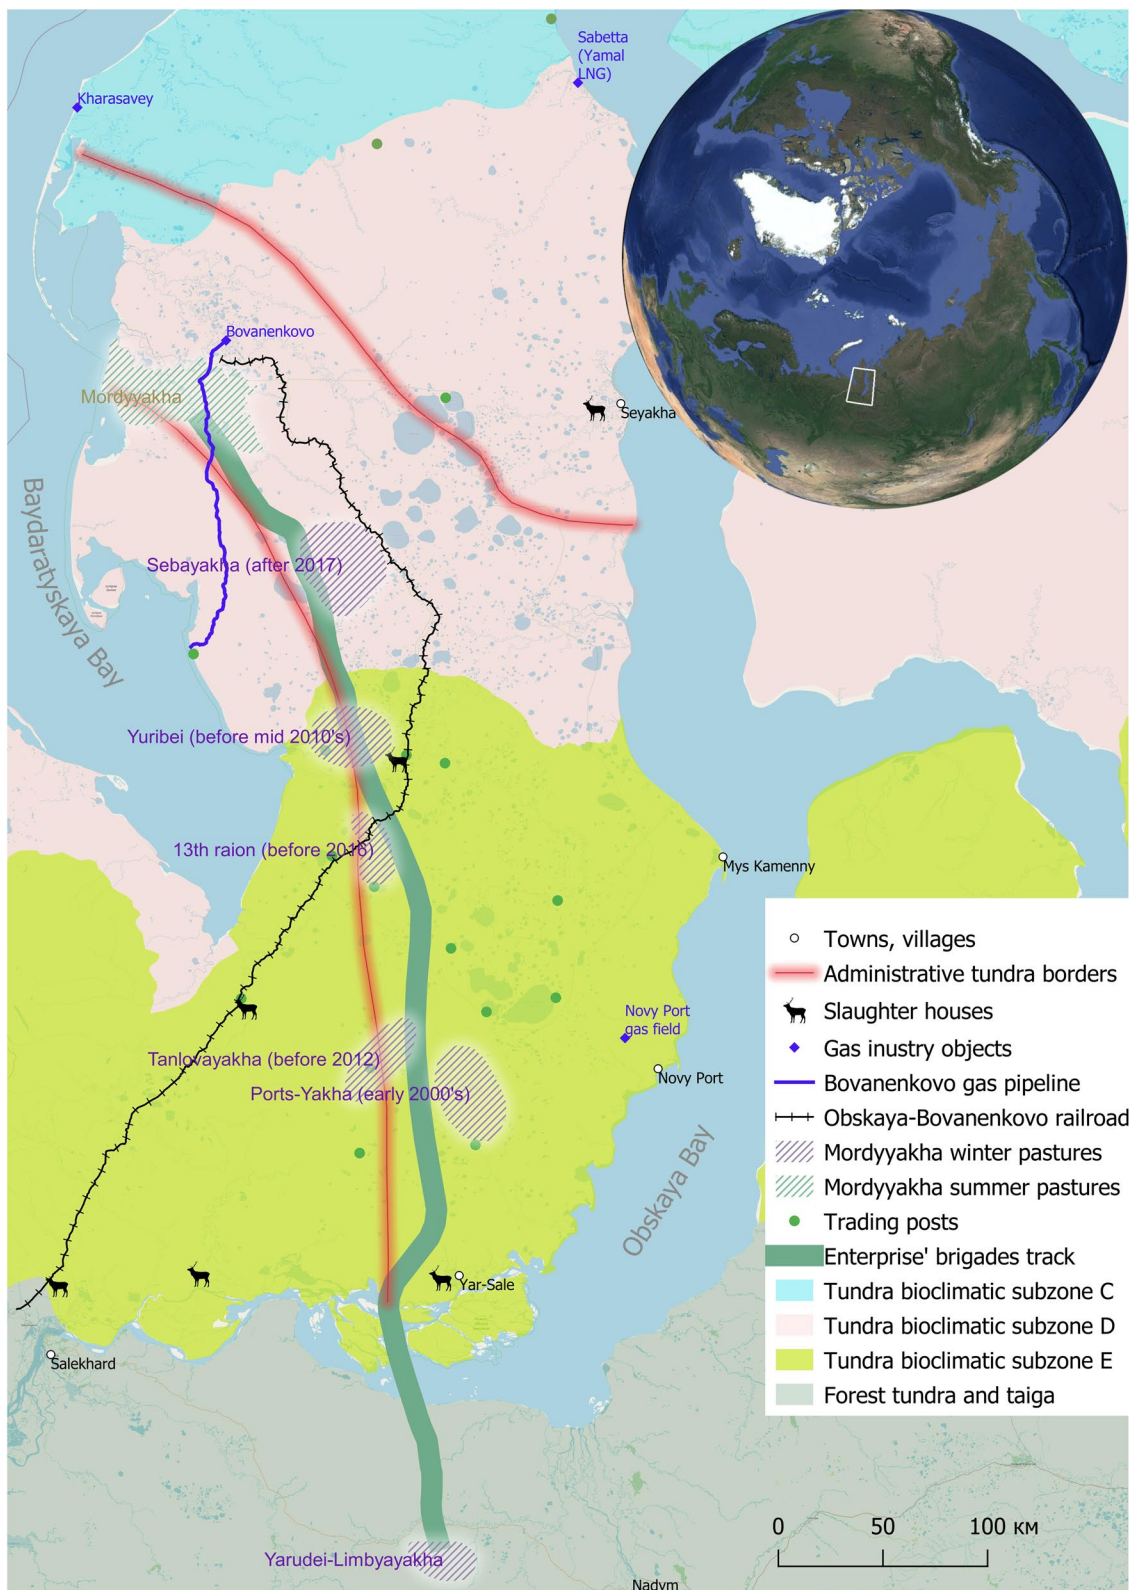 Sabetta
(Yamal
LNG)
Kharasavey
Bovanenkovo
Mordyyakha
Seyakha
Baydaratyskaya Bay
Sebayakha (after 2017)
Yuribei (before mid 2010's)
13th raion (before 2016)
Mys Kamenny
Towns, villages
Administrative tundra borders
Slaughter houses
Gas inustry objects
Bovanenkovo gas pipeline
Obskaya-Bovanenkovo railroad
Mordyyakha winter pastures
Mordyyakha summer pastures
Trading posts
Enterprise' brigades track
Tundra bioclimatic subzone C
Tundra bioclimatic subzone D
Tundra bioclimatic subzone E
Forest tundra and taiga
Novy Port
gas field
Tanlovayakha (before 2012)
Novy Port
Ports-Yakha (early 2000's)
Obskaya Bay
Yar-Sale
Salekhard
0 50 100 км
Yarudei-Limbyayakha
Nadym